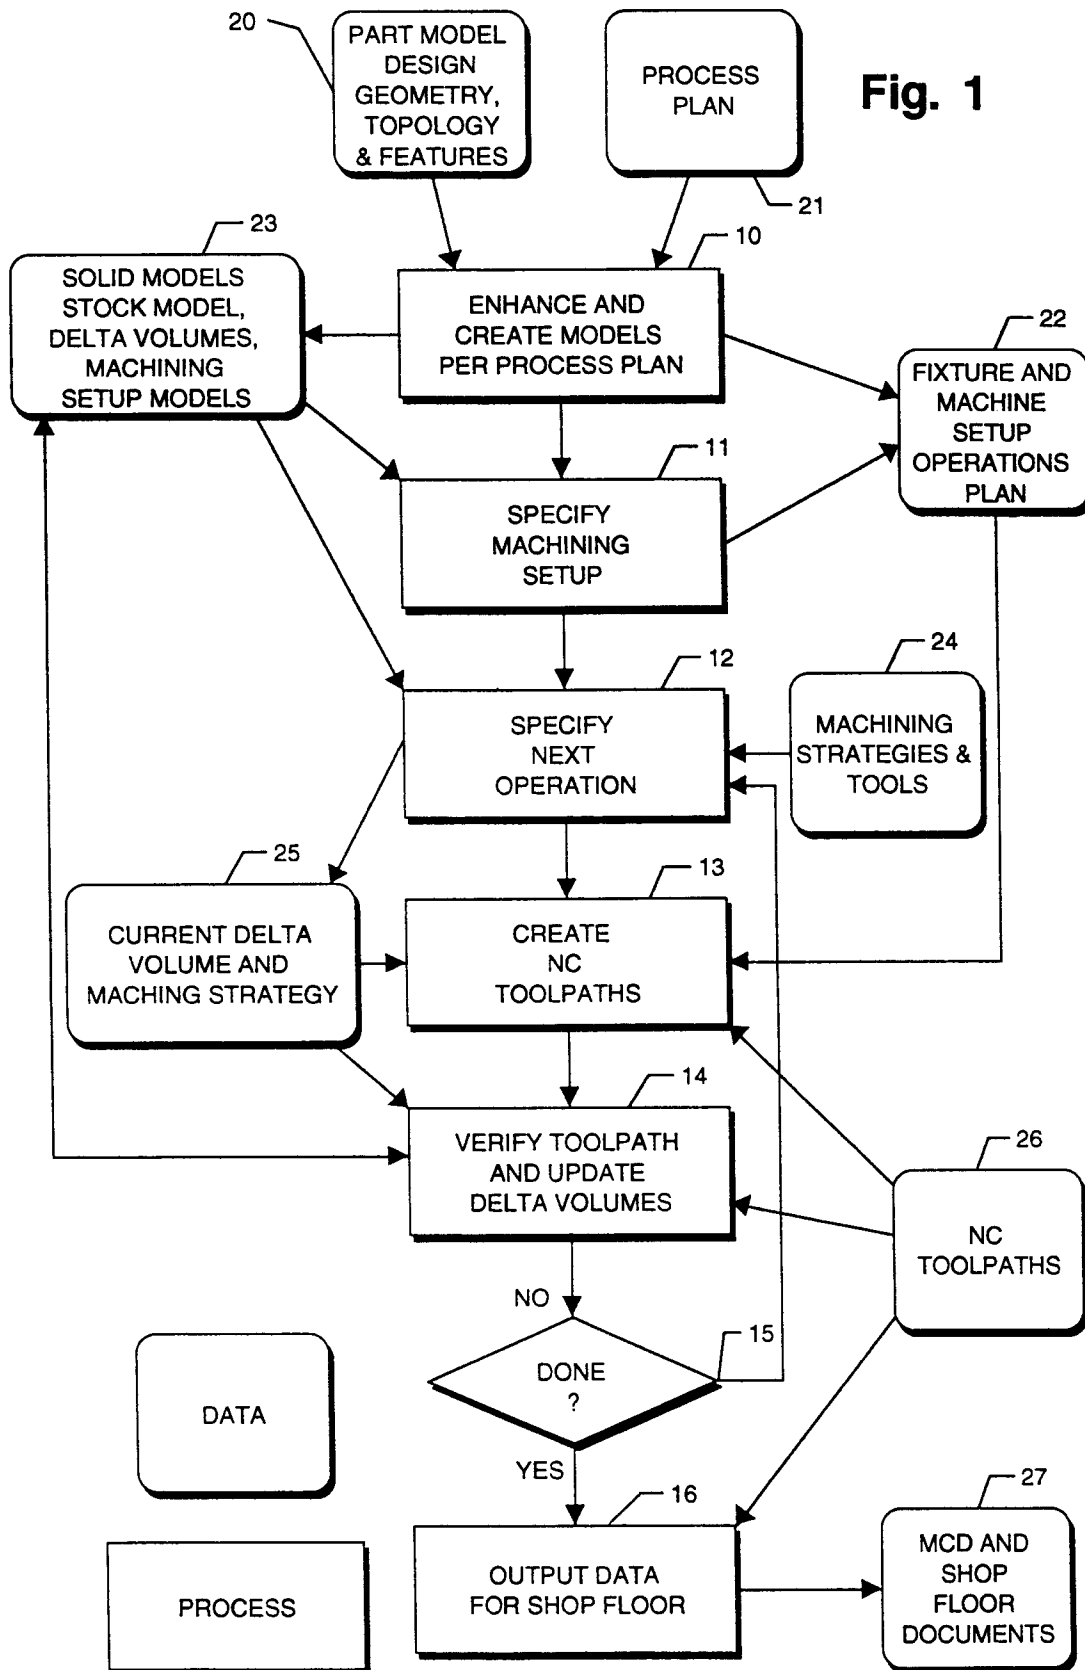 20
PART MODEL
DESIGN
GEOMETRY,
TOPOLOGY
& FEATURES
PROCESS
PLAN
21
Fig. 1
23
SOLID MODELS
STOCK MODEL,
DELTA VOLUMES,
MACHINING
SETUP MODELS
10
ENHANCE AND
CREATE MODELS
PER PROCESS PLAN
22
FIXTURE AND
MACHINE
SETUP
OPERATIONS
PLAN
11
SPECIFY
MACHINING
SETUP
12
SPECIFY
NEXT
OPERATION
24
MACHINING
STRATEGIES &
TOOLS
25
CURRENT DELTA
VOLUME AND
MACHING STRATEGY
13
CREATE
NC
TOOLPATHS
14
VERIFY TOOLPATH
AND UPDATE
DELTA VOLUMES
26
NC
TOOLPATHS
NO
15
DONE
?
YES
DATA
PROCESS
16
OUTPUT DATA
FOR SHOP FLOOR
27
MCD AND
SHOP
FLOOR
DOCUMENTS